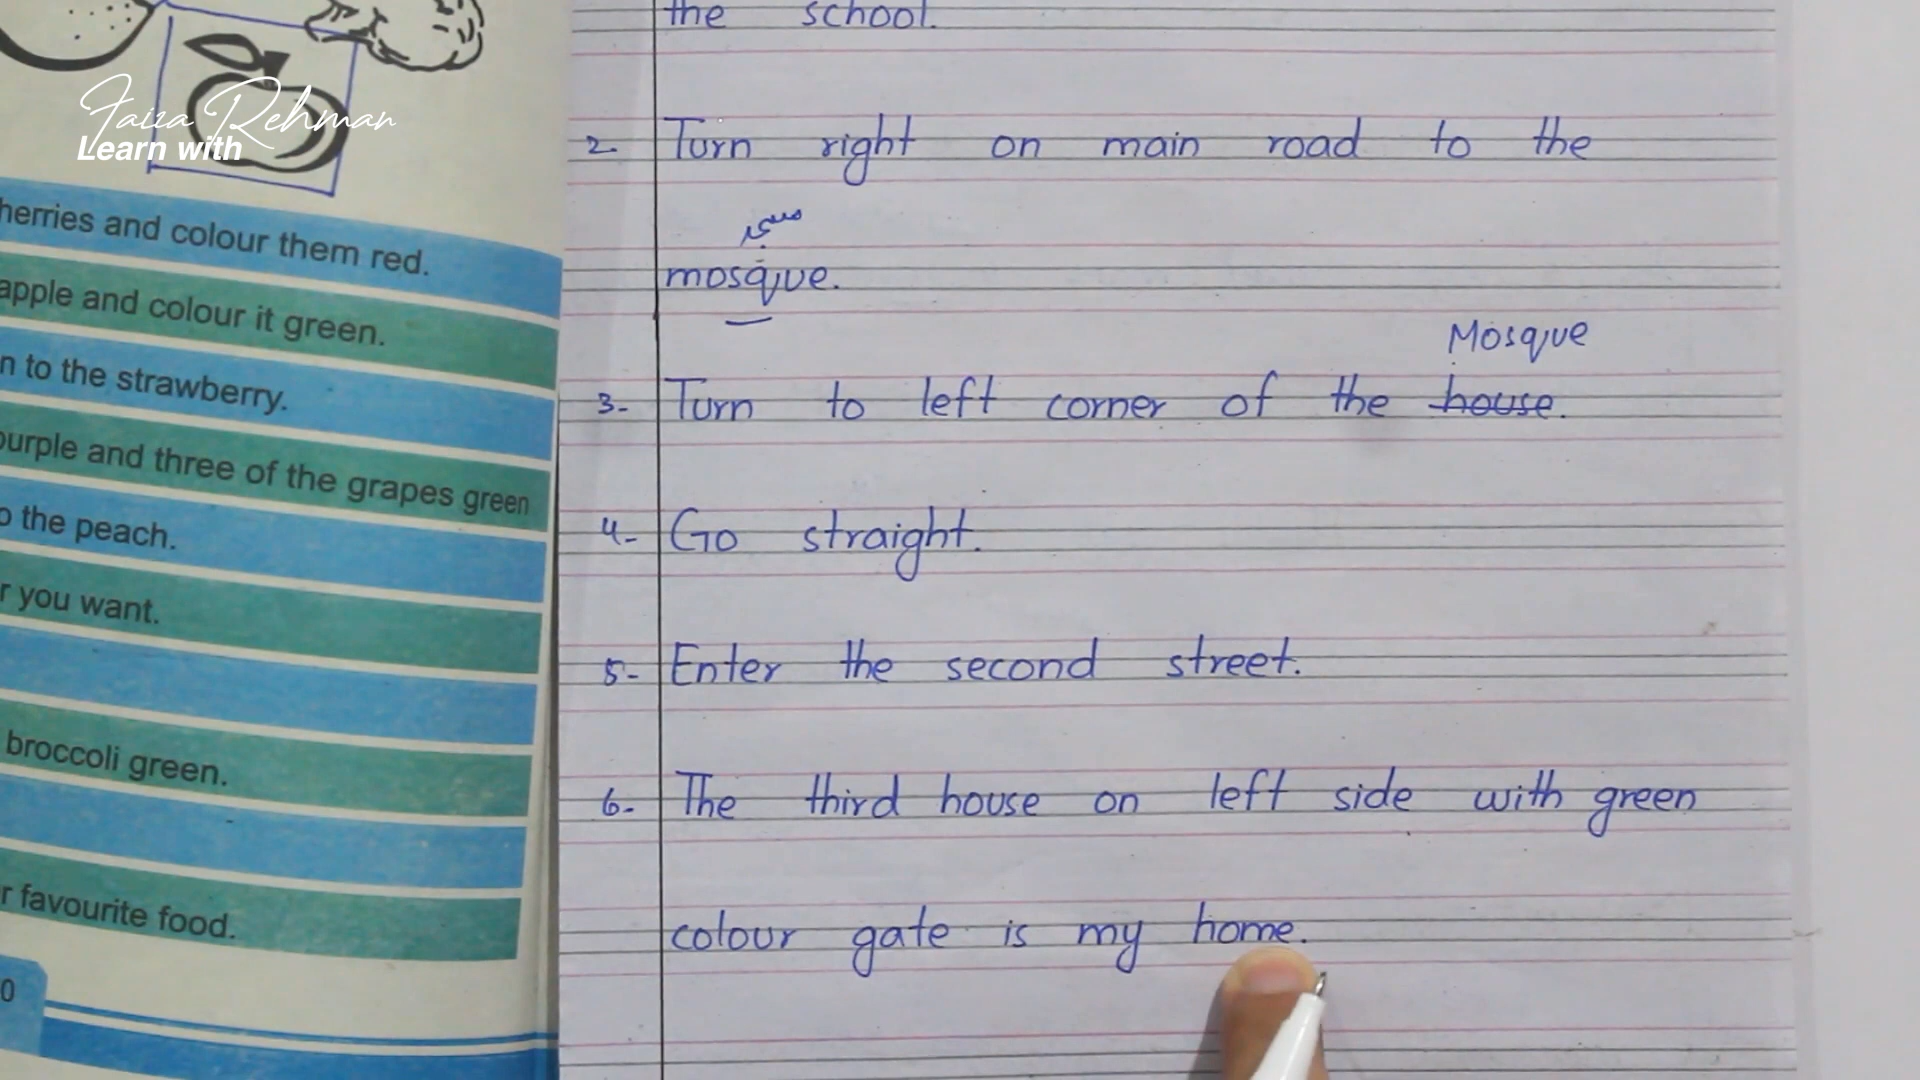 Faiza Rehman
Learn with
herries and colour them red.
apple and colour it green.
n to the strawberry.
ourple and three of the grapes green
o the peach.
r you want.
broccoli green.
r favourite food.
0
the school.
2. Turn right on main road to the
مسجد
mosque.
Mosque
3- Turn to left corner of the house.
4- Go straight.
5- Enter the second street.
6- The third house on left side with green
colour gate is my home.